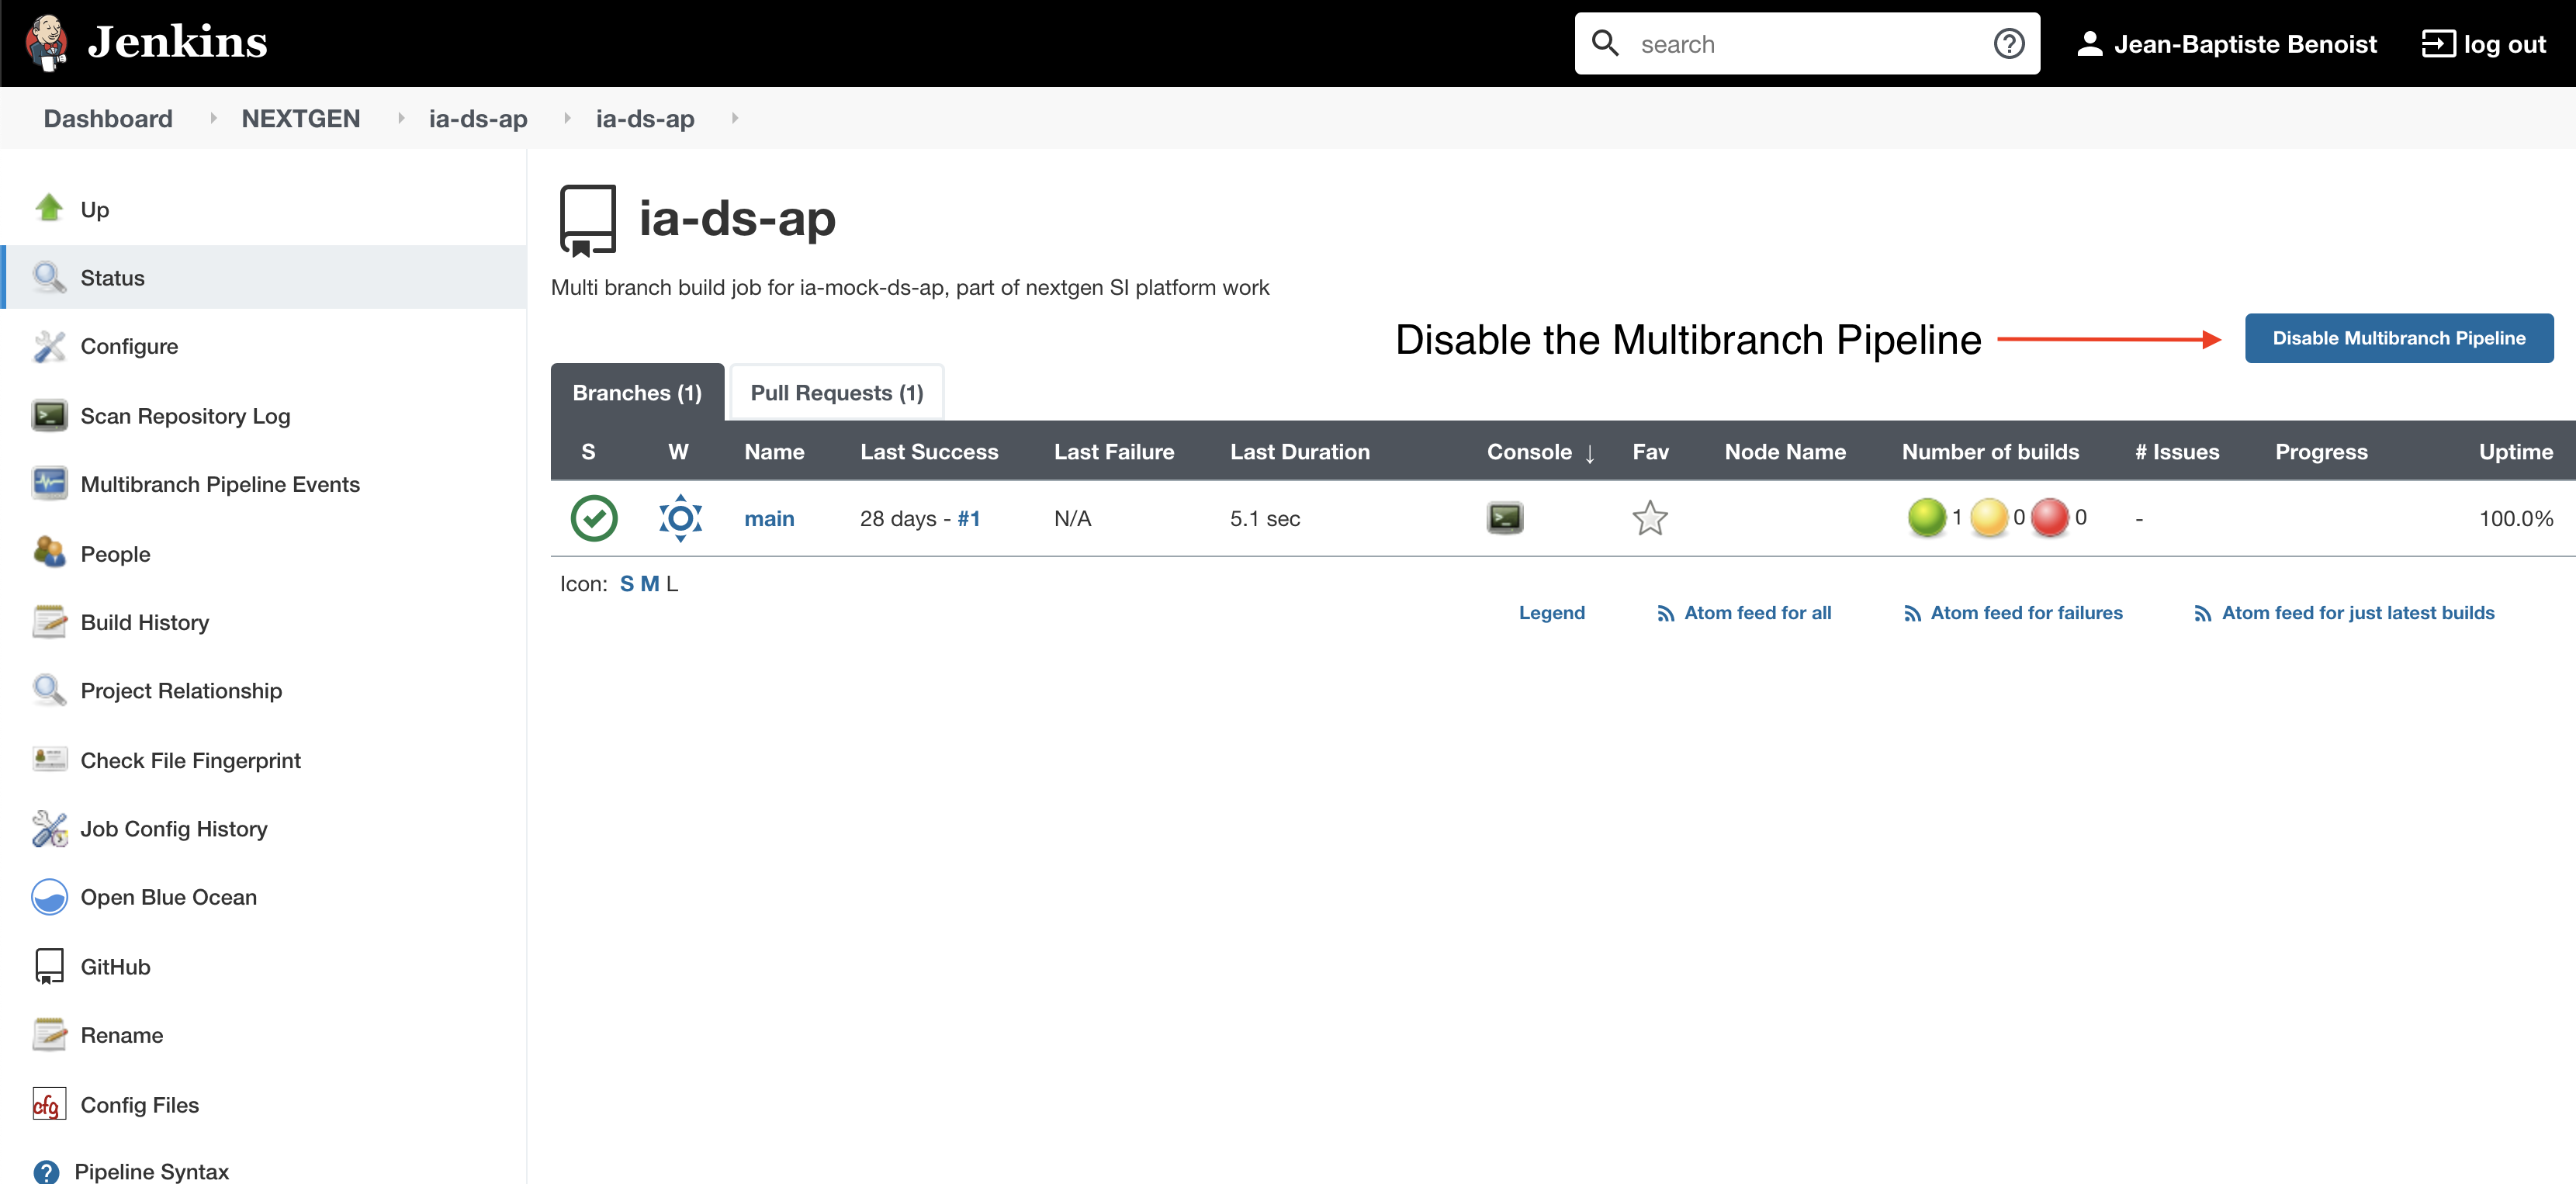 Jenkins
search
Jean-Baptiste Benoist
log out
Dashboard NEXTGEN ia-ds-ap ia-ds-ap
Up
Status
Configure
Scan Repository Log
Multibranch Pipeline Events
People
Build History
Project Relationship
Check File Fingerprint
Job Config History
Open Blue Ocean
GitHub
Rename
cfg Config Files
? Pipeline Syntax
ia-ds-ap
Multi branch build job for ia-mock-ds-ap, part of nextgen SI platform work
Disable the Multibranch Pipeline
Disable Multibranch Pipeline
Branches (1) Pull Requests (1)
S W Name Last Success Last Failure Last Duration Console ↓ Fav Node Name Number of builds # Issues Progress Uptime
main 28 days - #1 N/A 5.1 sec 1 0 0 - 100.0%
Icon: S M L
Legend Atom feed for all Atom feed for failures Atom feed for just latest builds